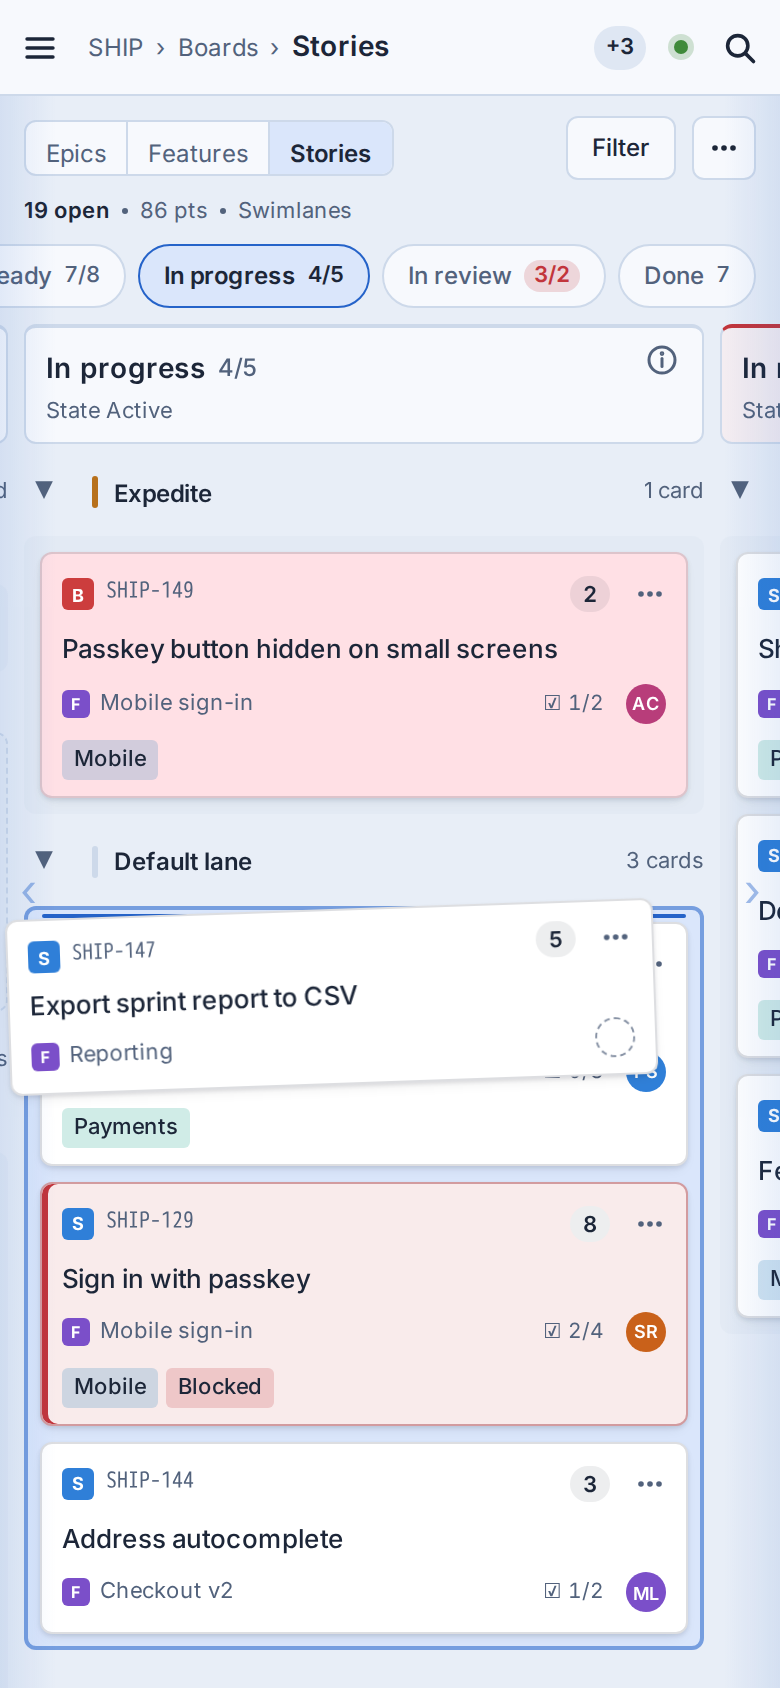 SHIP › Boards › Stories +3
Epics Features Stories Filter •••
19 open • 86 pts • Swimlanes
eady 7/8 In progress 4/5 In review 3/2 Done 7
In progress 4/5
State Active
Expedite 1 card
B SHIP-149 2
Passkey button hidden on small screens
F Mobile sign-in ☑ 1/2 AC
Mobile
Default lane 3 cards
S SHIP-147 5
Export sprint report to CSV
F Reporting
Payments
S SHIP-129 8
Sign in with passkey
F Mobile sign-in ☑ 2/4 SR
Mobile Blocked
S SHIP-144 3
Address autocomplete
F Checkout v2 ☑ 1/2 ML